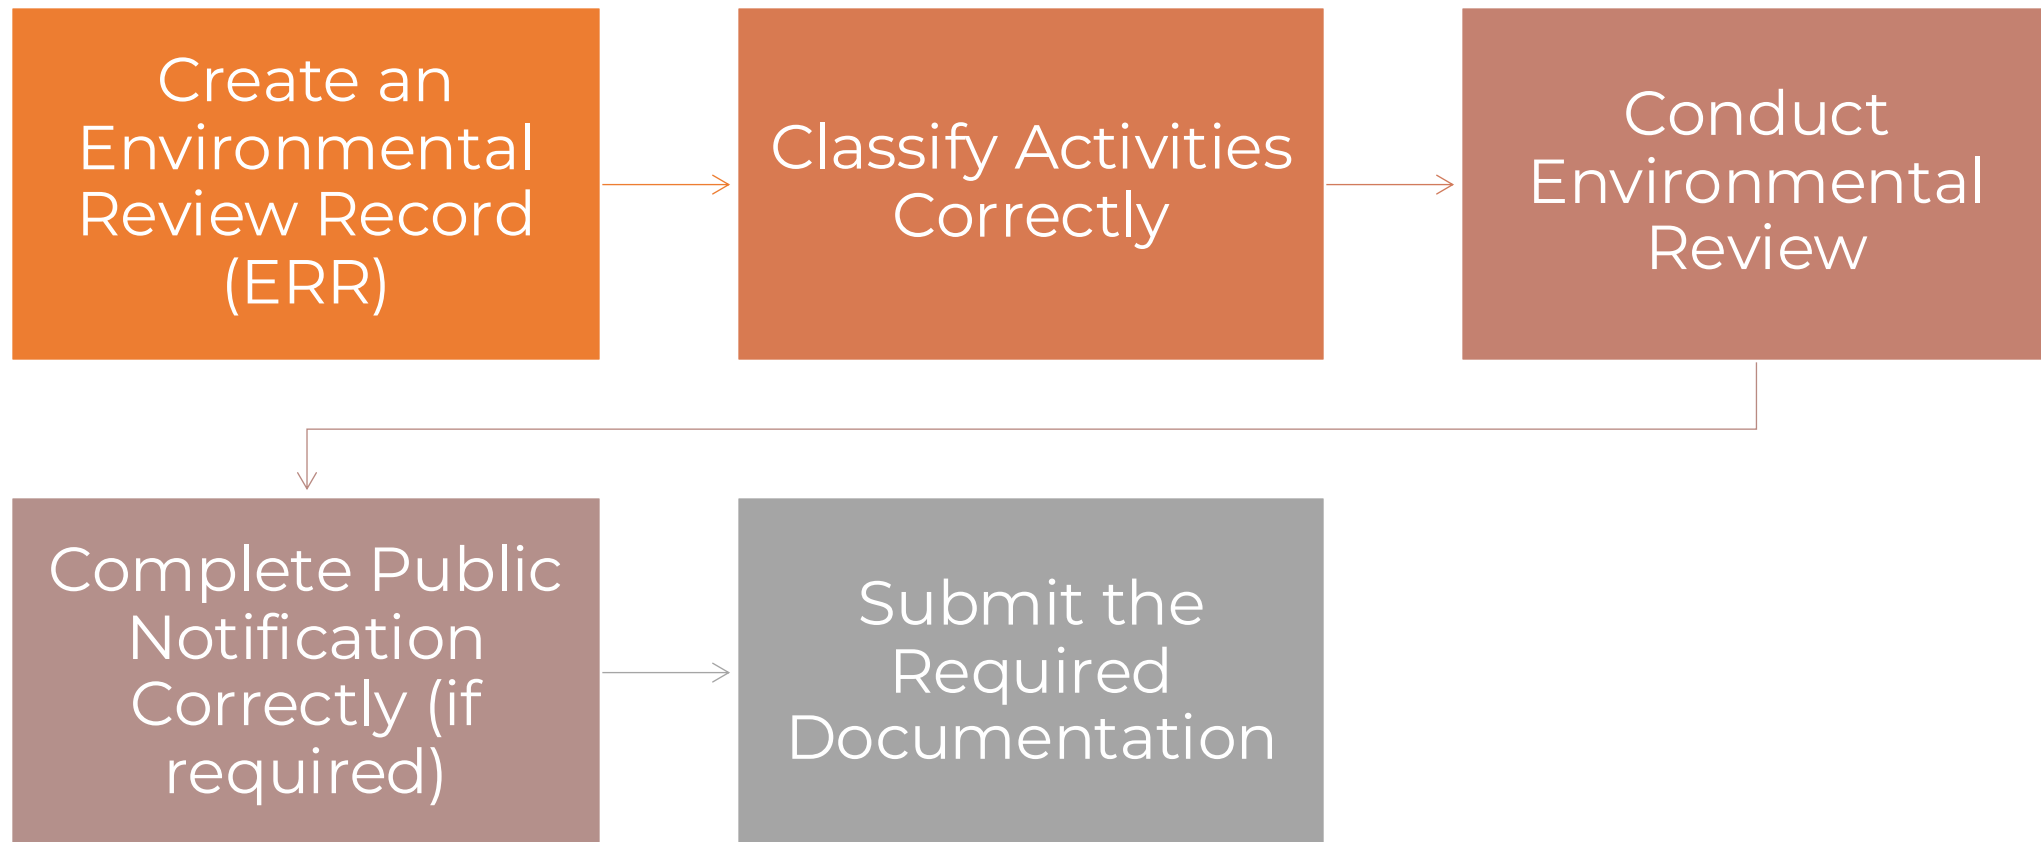 Create an
Environmental
Review Record
(ERR)
Classify Activities
Correctly
Conduct
Environmental
Review
Complete Public
Notification
Correctly (if
required)
Submit the
Required
Documentation